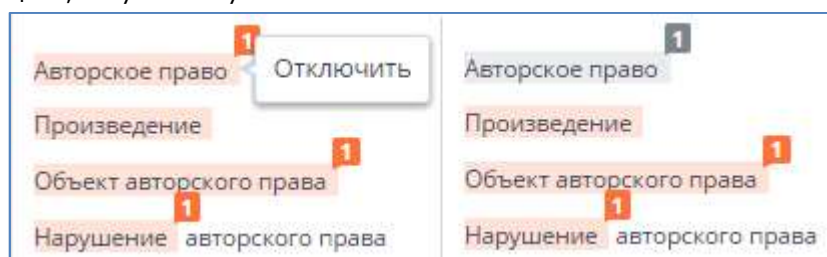 1
Авторское право
Отключить
Произведение
1
Объект авторского права
1
Нарушение авторского права
1
Авторское право
Произведение
1
Объект авторского права
1
Нарушение авторского права